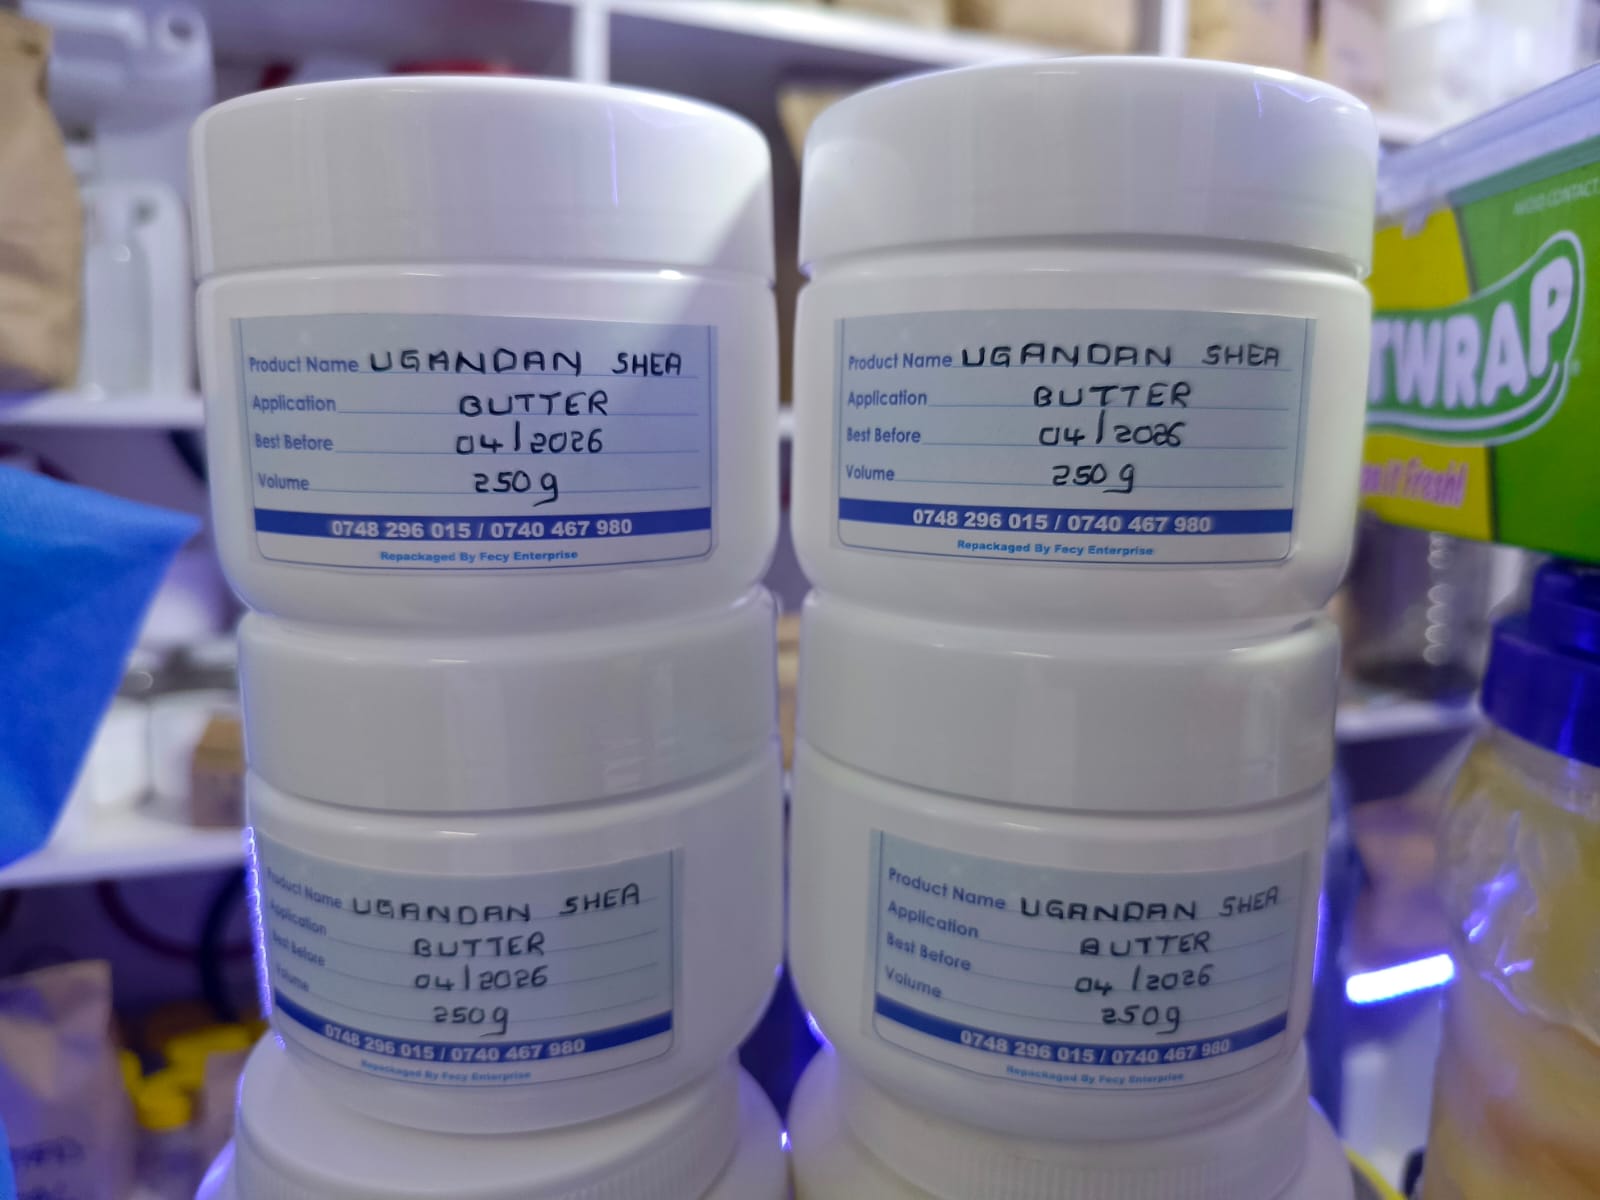 Product Name UGANDAN SHEA
Application BUTTER
Best Before 04/2026
Volume 250g
0748 296 015 / 0740 467 980
Repackaged By Fecy Enterprise
Product Name UGANDAN SHEA
Application BUTTER
Best Before 04/2026
Volume 250g
0748 296 015 / 0740 467 980
Repackaged By Fecy Enterprise
AVOID CONTACT
TWRAP
it Fresh!
Product Name UGANDAN SHEA
Application BUTTER
Best Before 04/2026
Volume 250g
0748 296 015 / 0740 467 980
Repackaged By Fecy Enterprise
Product Name UGANDAN SHEA
Application BUTTER
Best Before 04/2026
Volume 250g
0748 296 015 / 0740 467 980
Repackaged By Fecy Enterprise